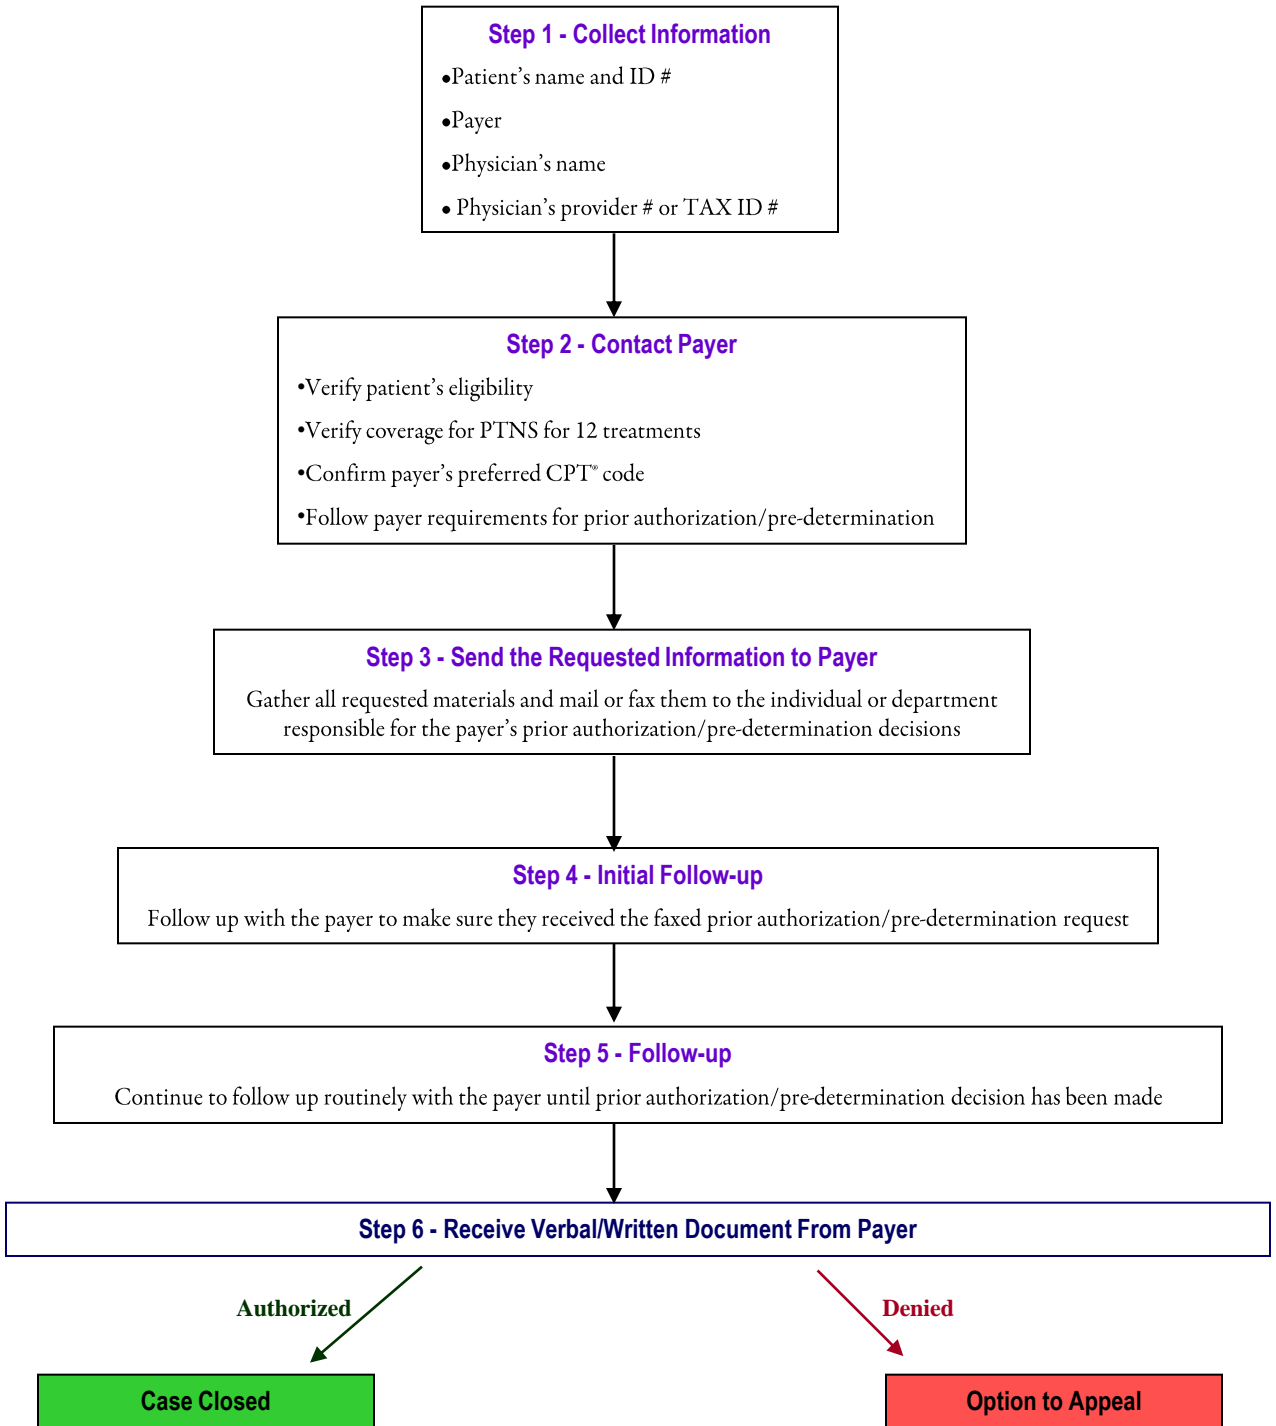 Step 1 - Collect Information
•Patient’s name and ID #
•Payer
•Physician’s name
• Physician’s provider # or TAX ID #
Step 2 - Contact Payer
•Verify patient’s eligibility
•Verify coverage for PTNS for 12 treatments
•Confirm payer’s preferred CPT® code
•Follow payer requirements for prior authorization/pre-determination
Step 3 - Send the Requested Information to Payer
Gather all requested materials and mail or fax them to the individual or department
responsible for the payer’s prior authorization/pre-determination decisions
Step 4 - Initial Follow-up
Follow up with the payer to make sure they received the faxed prior authorization/pre-determination request
Step 5 - Follow-up
Continue to follow up routinely with the payer until prior authorization/pre-determination decision has been made
Step 6 - Receive Verbal/Written Document From Payer
Authorized
Denied
Case Closed
Option to Appeal